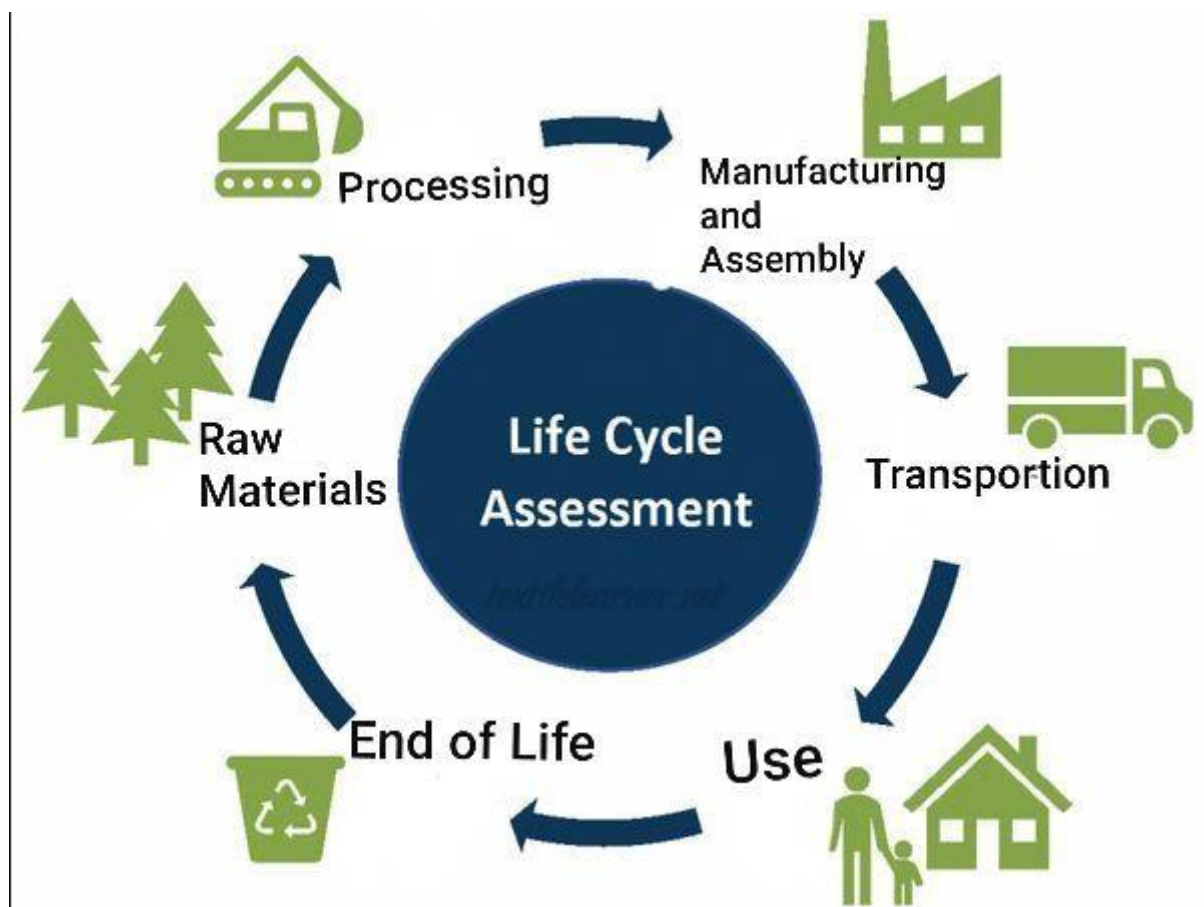 Processing
Manufacturing
and
Assembly
Raw
Materials
Life Cycle
Assessment
Transportion
End of Life
Use